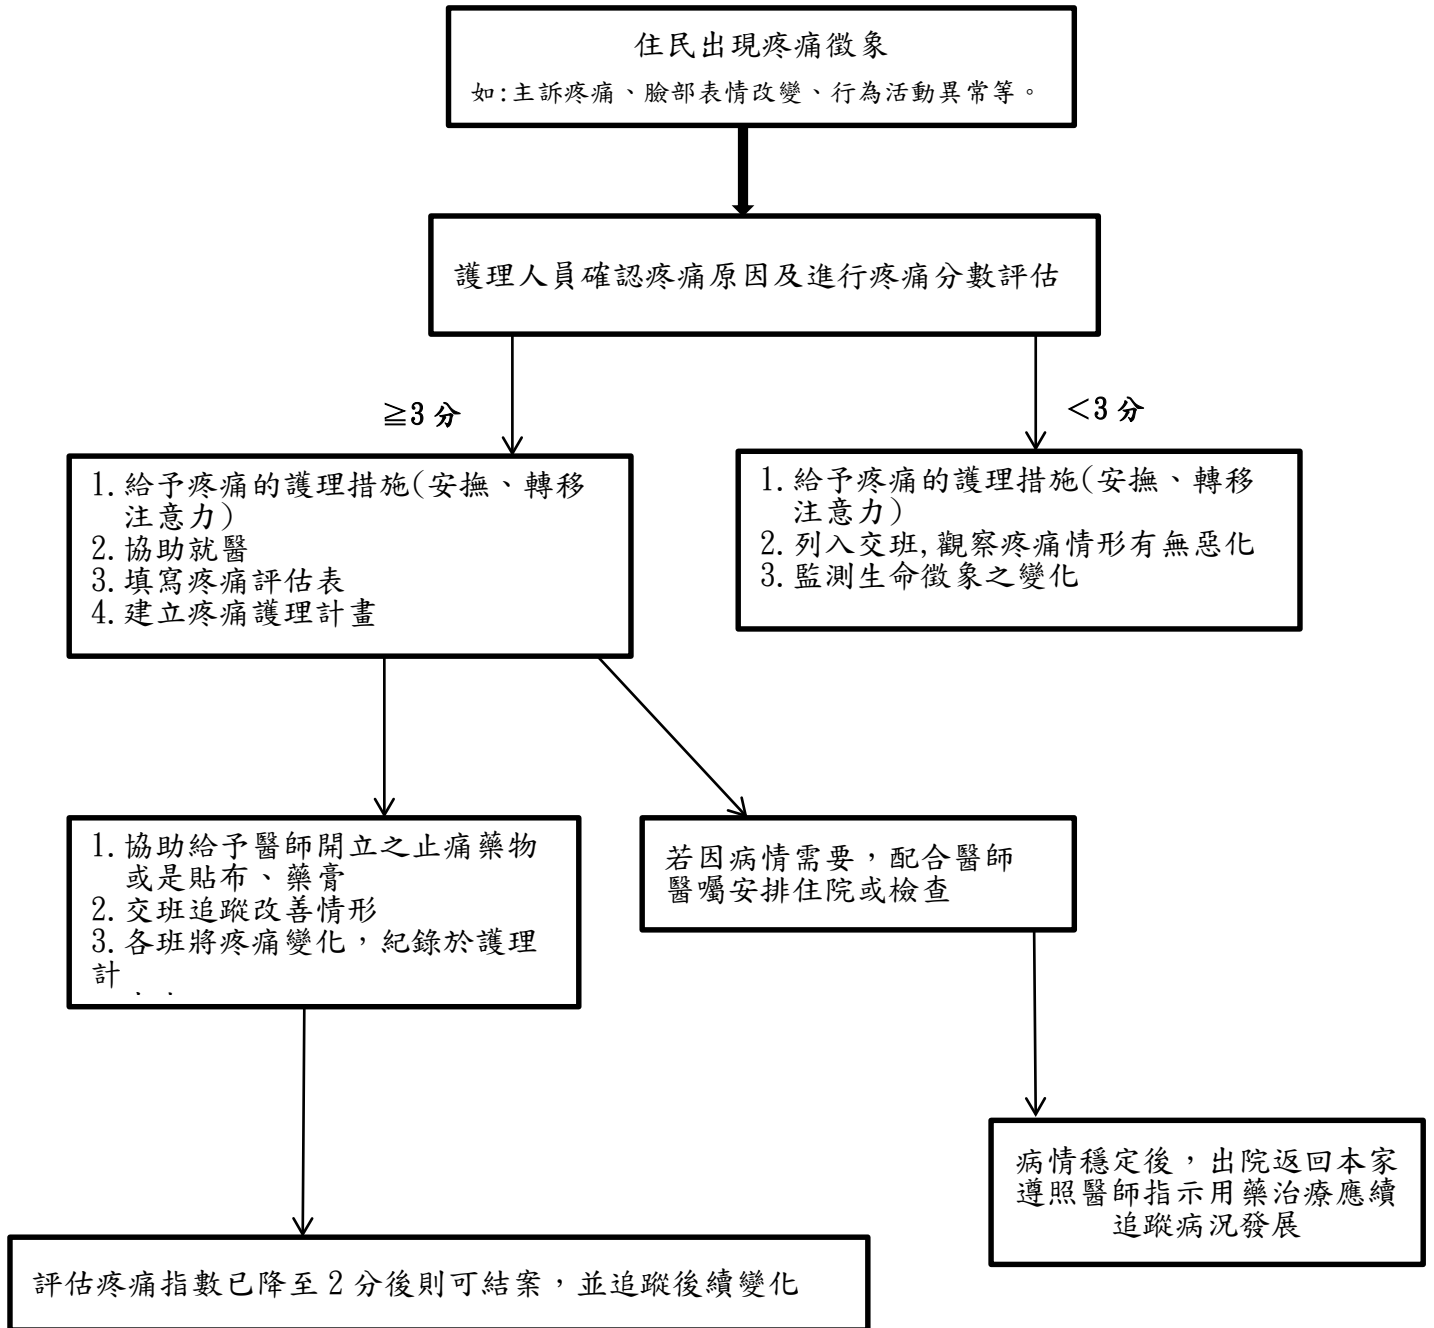 住民出現疼痛徵象
如:主訴疼痛、臉部表情改變、行為活動異常等。
護理人員確認疼痛原因及進行疼痛分數評估
≧3 分
＜3 分
1. 給予疼痛的護理措施(安撫、轉移
注意力)
2. 協助就醫
3. 填寫疼痛評估表
4. 建立疼痛護理計畫
1. 給予疼痛的護理措施(安撫、轉移
注意力)
2. 列入交班, 觀察疼痛情形有無惡化
3. 監測生命徵象之變化
1. 協助給予醫師開立之止痛藥物
或是貼布、藥膏
2. 交班追蹤改善情形
3. 各班將疼痛變化，紀錄於護理
計
若因病情需要，配合醫師
醫囑安排住院或檢查
病情穩定後，出院返回本家
遵照醫師指示用藥治療應續
追蹤病況發展
評估疼痛指數已降至 2 分後則可結案，並追蹤後續變化